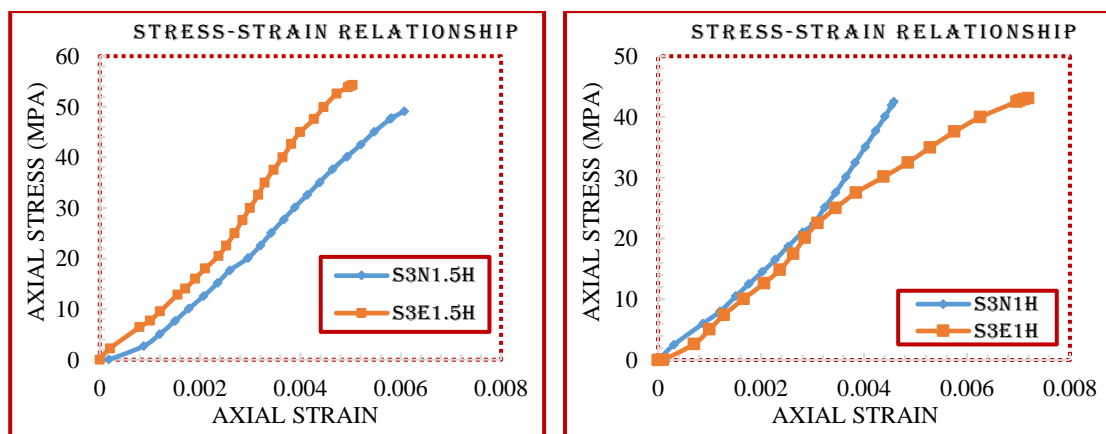 STRESS-STRAIN RELATIONSHIP
60
50
40
30
20
10
0
AXIAL STRESS (MPA)
S3N1.5H
S3E1.5H
0 0.002 0.004 0.006 0.008
AXIAL STRAIN
STRESS-STRAIN RELATIONSHIP
50
40
30
20
10
0
AXIAL STRESS (MPA)
S3N1H
S3E1H
0 0.002 0.004 0.006 0.008
AXIAL STRAIN